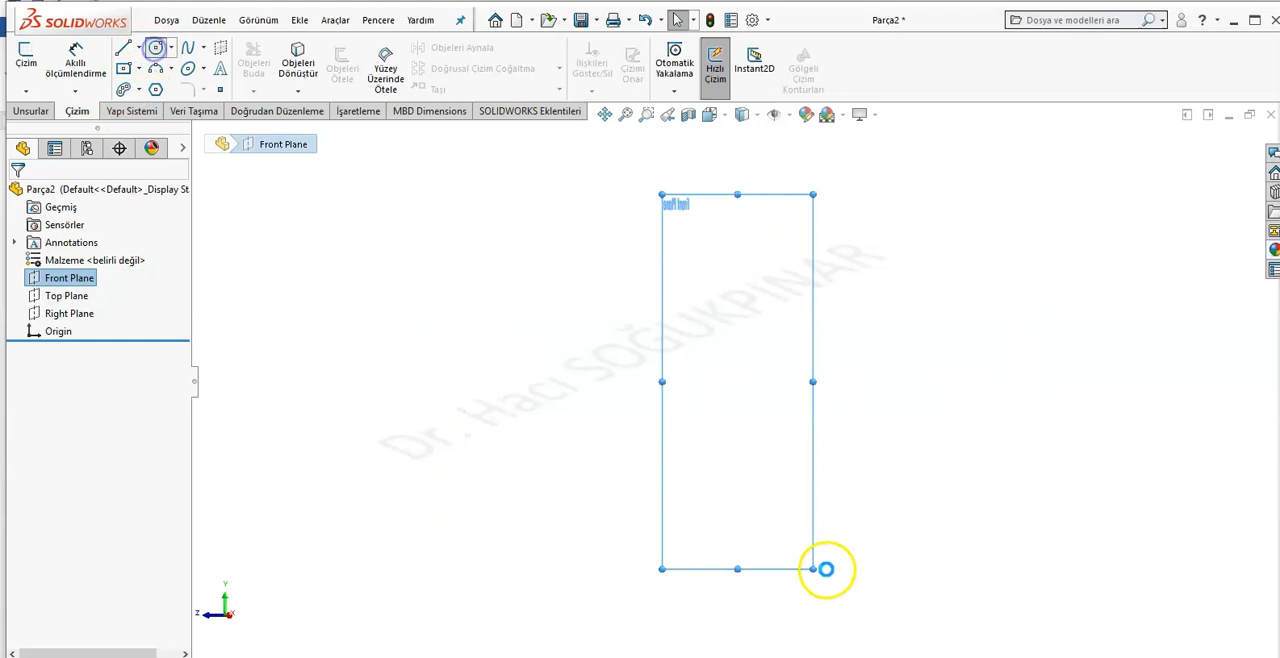 SOLIDWORKS
Dosya Düzenle Görünüm Ekle Araçlar Pencere Yardım
Parça2 *
Dosya ve modelleri ara
Çizim
Akıllı ölçümlendirme
Objeleri Buda
Objeleri Dönüştür
Objeleri Ötele
Yüzey Üzerinde Ötele
Objeleri Aynala
Doğrusal Çizim Çoğaltma
Taşı
İlişkileri Göster/Sil
Çizimi Onar
Otomatik Yakalama
Hızlı Çizim
Instant2D
Gölgeli Çizim Konturları
Unsurlar Çizim Yapı Sistemi Veri Taşıma Doğrudan Düzenleme İşaretleme MBD Dimensions SOLIDWORKS Eklentileri
Front Plane
Parça2 (Default<<Default>_Display St
Geçmiş
Sensörler
Annotations
Malzeme <belirli değil>
Front Plane
Top Plane
Right Plane
Origin
Front Plane
Dr. Hacı SOĞUKPINAR
Y
Z
X